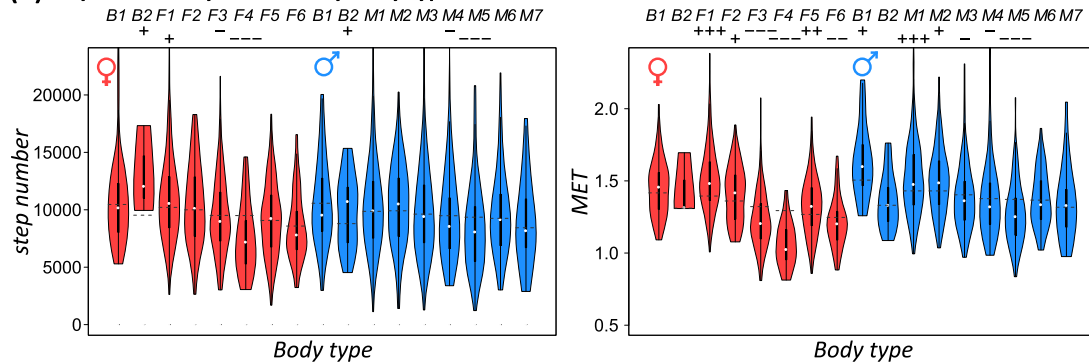 B1 B2 F1 F2 F3 F4 F5 F6 B1 B2 M1 M2 M3 M4 M5 M6 M7
+ + − −−− + − −−−
♀ ♂
step number
20000
15000
10000
5000
0
Body type
B1 B2 F1 F2 F3 F4 F5 F6 B1 B2 M1 M2 M3 M4 M5 M6 M7
+++ + −−− −−− ++ −− + +++ + − − −−−
♀ ♂
MET
2.0
1.5
1.0
0.5
Body type